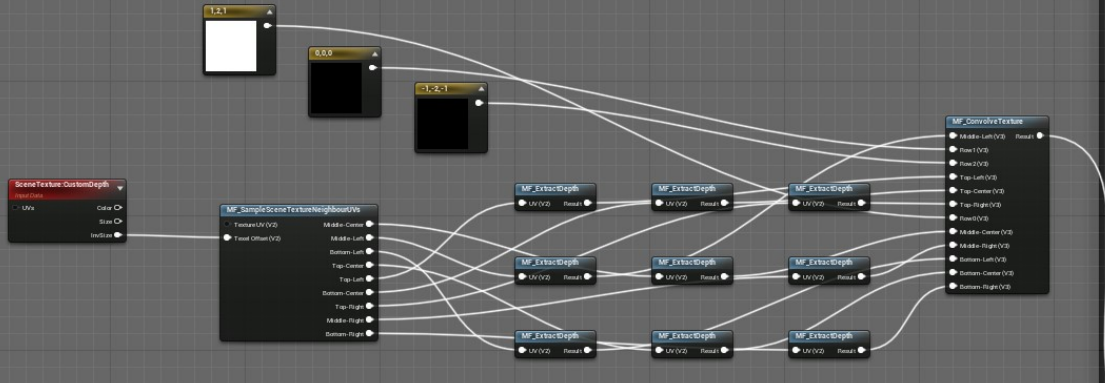 1,2,1
0,0,0
-1,-2,-1
SceneTexture:CustomDepth
Input Data
UVs
Color
Size
InvSize
MF_SampleSceneTextureNeighbourUVs
TextureUV (V2)
Texel Offset (V2)
Middle-Center
Middle-Left
Bottom-Left
Top-Center
Top-Left
Bottom-Center
Top-Right
Middle-Right
Bottom-Right
MF_ExtractDepth
UV (V2) Result
MF_ExtractDepth
UV (V2) Result
MF_ExtractDepth
UV (V2) Result
MF_ExtractDepth
UV (V2) Result
MF_ExtractDepth
UV (V2) Result
MF_ExtractDepth
UV (V2) Result
MF_ExtractDepth
UV (V2) Result
MF_ExtractDepth
UV (V2) Result
MF_ExtractDepth
UV (V2) Result
MF_ConvolveTexture
Middle-Left (V3) Result
Row1 (V3)
Row2 (V3)
Top-Left (V3)
Top-Center (V3)
Top-Right (V3)
Row0 (V3)
Middle-Center (V3)
Middle-Right (V3)
Bottom-Left (V3)
Bottom-Center (V3)
Bottom-Right (V3)